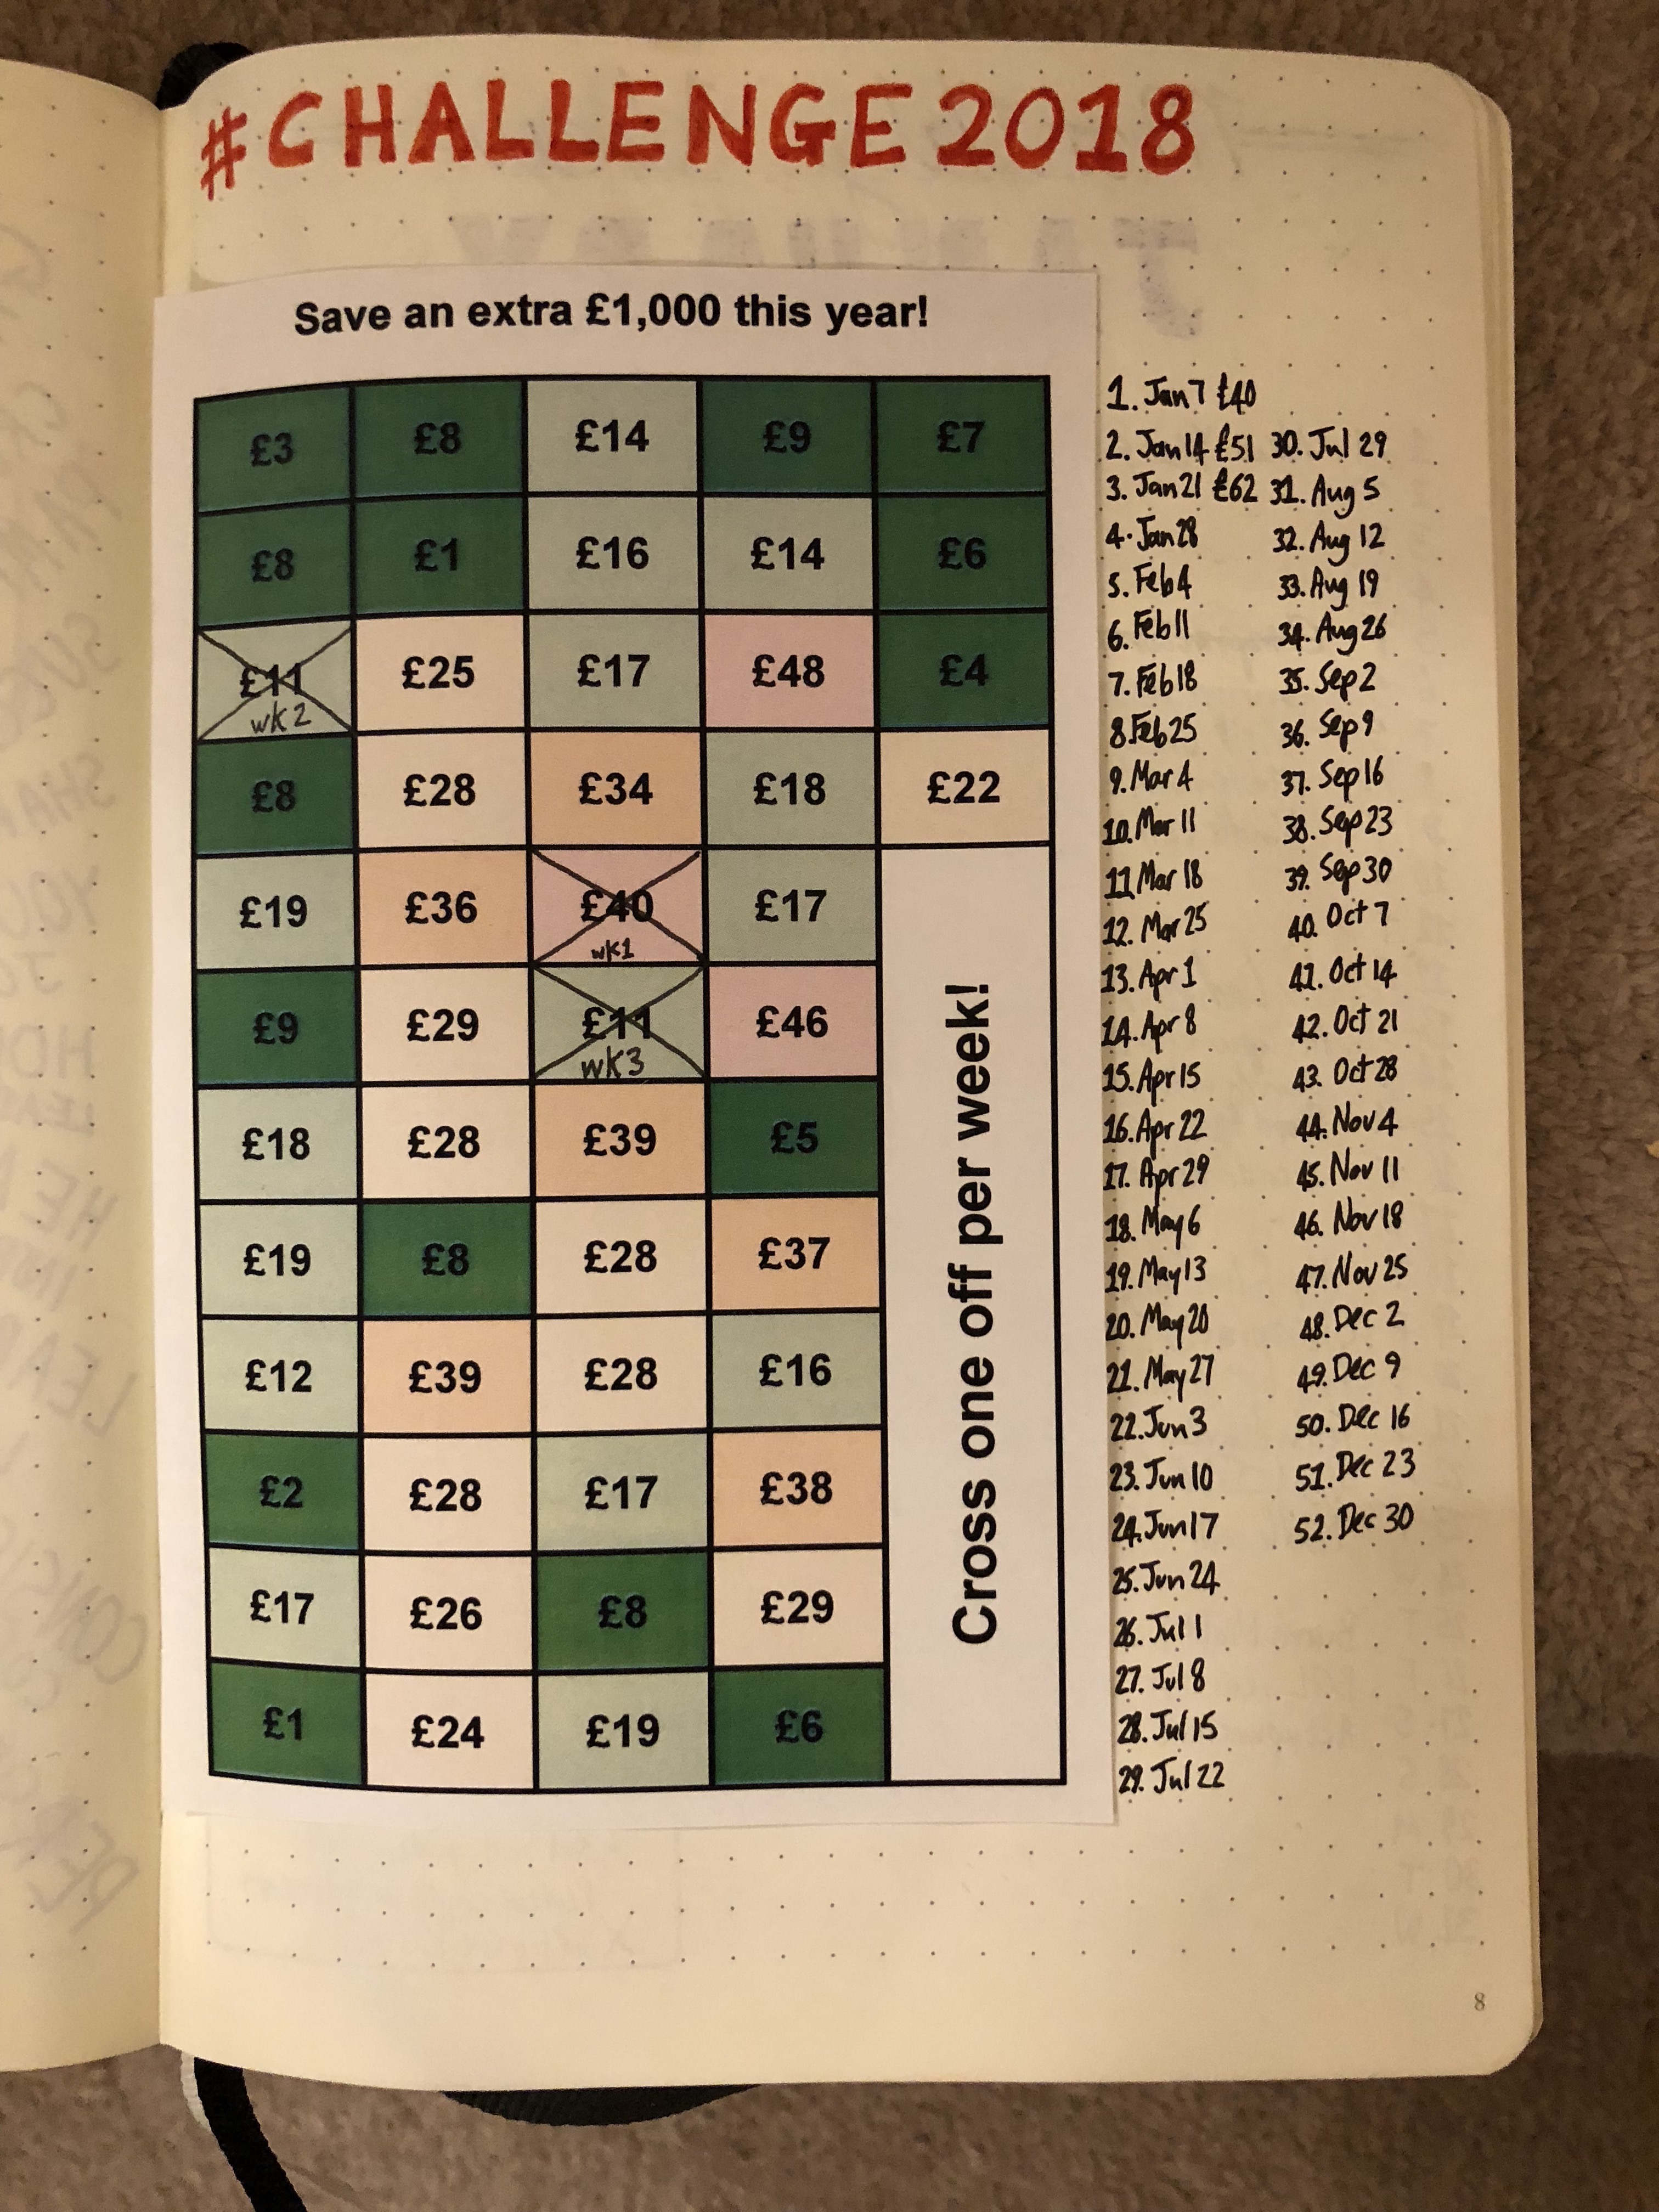 #CHALLENGE 2018
Save an extra £1,000 this year!
£3 £8 £14 £9 £7
£8 £1 £16 £14 £6
£11 £25 £17 £48 £4
wk2
£8 £28 £34 £18 £22
£19 £36 £40 £17
wk1
£9 £29 £11 £46
wk3
£18 £28 £39 £5
£19 £8 £28 £37
£12 £39 £28 £16
£2 £28 £17 £38
£17 £26 £8 £29
£1 £24 £19 £6
Cross one off per week!
1. Jan 7 £40
2. Jan 14 £51
3. Jan 21 £62
4. Jan 28
5. Feb 4
6. Feb 11
7. Feb 18
8. Feb 25
9. Mar 4
10. Mar 11
11. Mar 18
12. Mar 25
13. Apr 1
14. Apr 8
15. Apr 15
16. Apr 22
17. Apr 29
18. May 6
19. May 13
20. May 20
21. May 27
22. Jun 3
23. Jun 10
24. Jun 17
25. Jun 24
26. Jul 1
27. Jul 8
28. Jul 15
29. Jul 22
30. Jul 29
31. Aug 5
32. Aug 12
33. Aug 19
34. Aug 26
35. Sep 2
36. Sep 9
37. Sep 16
38. Sep 23
39. Sep 30
40. Oct 7
41. Oct 14
42. Oct 21
43. Oct 28
44. Nov 4
45. Nov 11
46. Nov 18
47. Nov 25
48. Dec 2
49. Dec 9
50. Dec 16
51. Dec 23
52. Dec 30
8